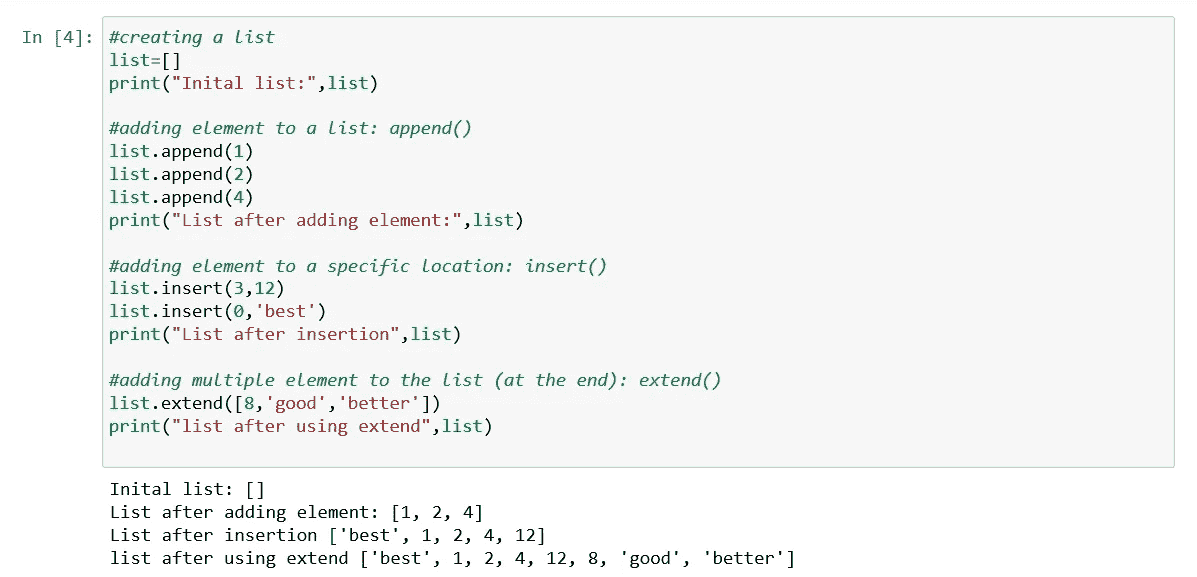 In [4]: #creating a list
list=[]
print("Inital list:",list)
#adding element to a list: append()
list.append(1)
list.append(2)
list.append(4)
print("List after adding element:",list)
#adding element to a specific location: insert()
list.insert(3,12)
list.insert(0,'best')
print("List after insertion",list)
#adding multiple element to the list (at the end): extend()
list.extend([8,'good','better'])
print("list after using extend",list)
Inital list: []
List after adding element: [1, 2, 4]
List after insertion ['best', 1, 2, 4, 12]
list after using extend ['best', 1, 2, 4, 12, 8, 'good', 'better']